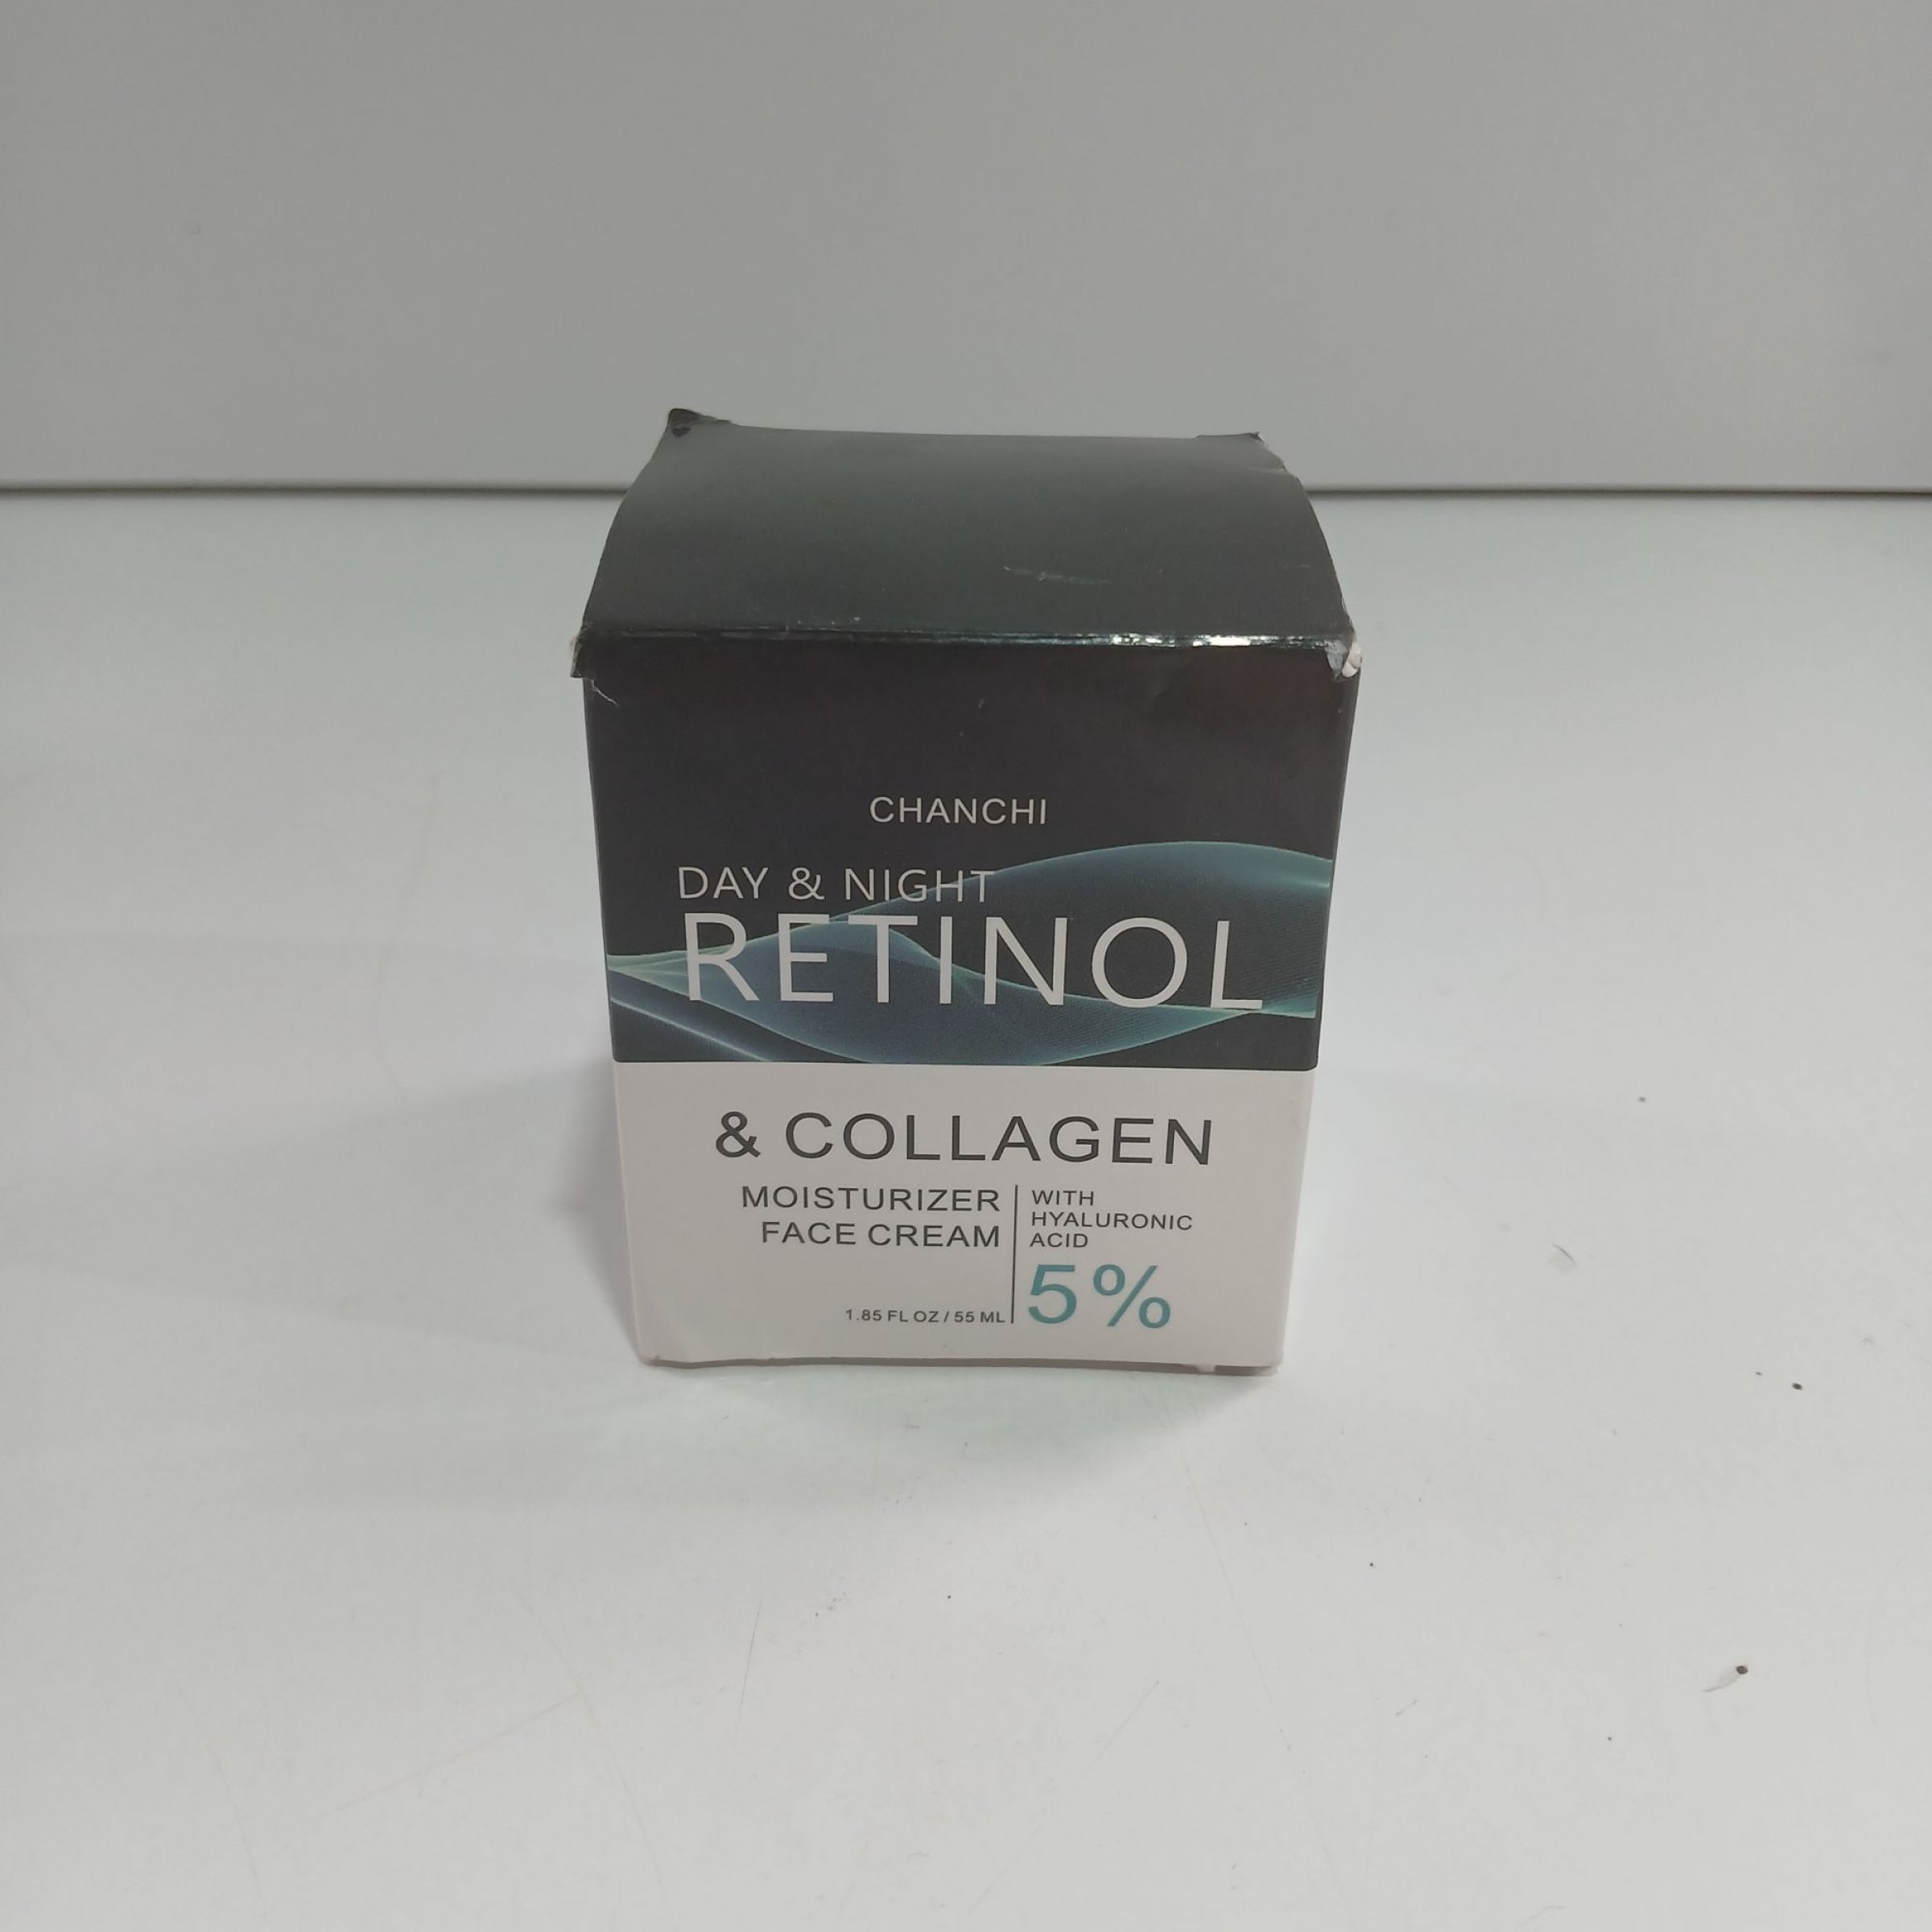 CHANCHI
DAY & NIGHT
RETINOL
& COLLAGEN
MOISTURIZER
FACE CREAM
1.85 FL OZ / 55 ML
WITH
HYALURONIC
ACID
5%